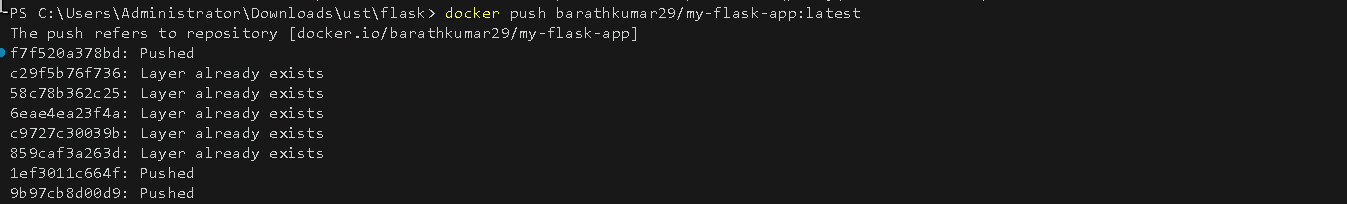 PS C:\Users\Administrator\Downloads\ust\flask> docker push barathkumar29/my-flask-app:latest
The push refers to repository [docker.io/barathkumar29/my-flask-app]
f7f520a378bd: Pushed
c29f5b76f736: Layer already exists
58c78b362c25: Layer already exists
6eae4ea23f4a: Layer already exists
c9727c30039b: Layer already exists
859caf3a263d: Layer already exists
1ef3011c664f: Pushed
9b97cb8d00d9: Pushed